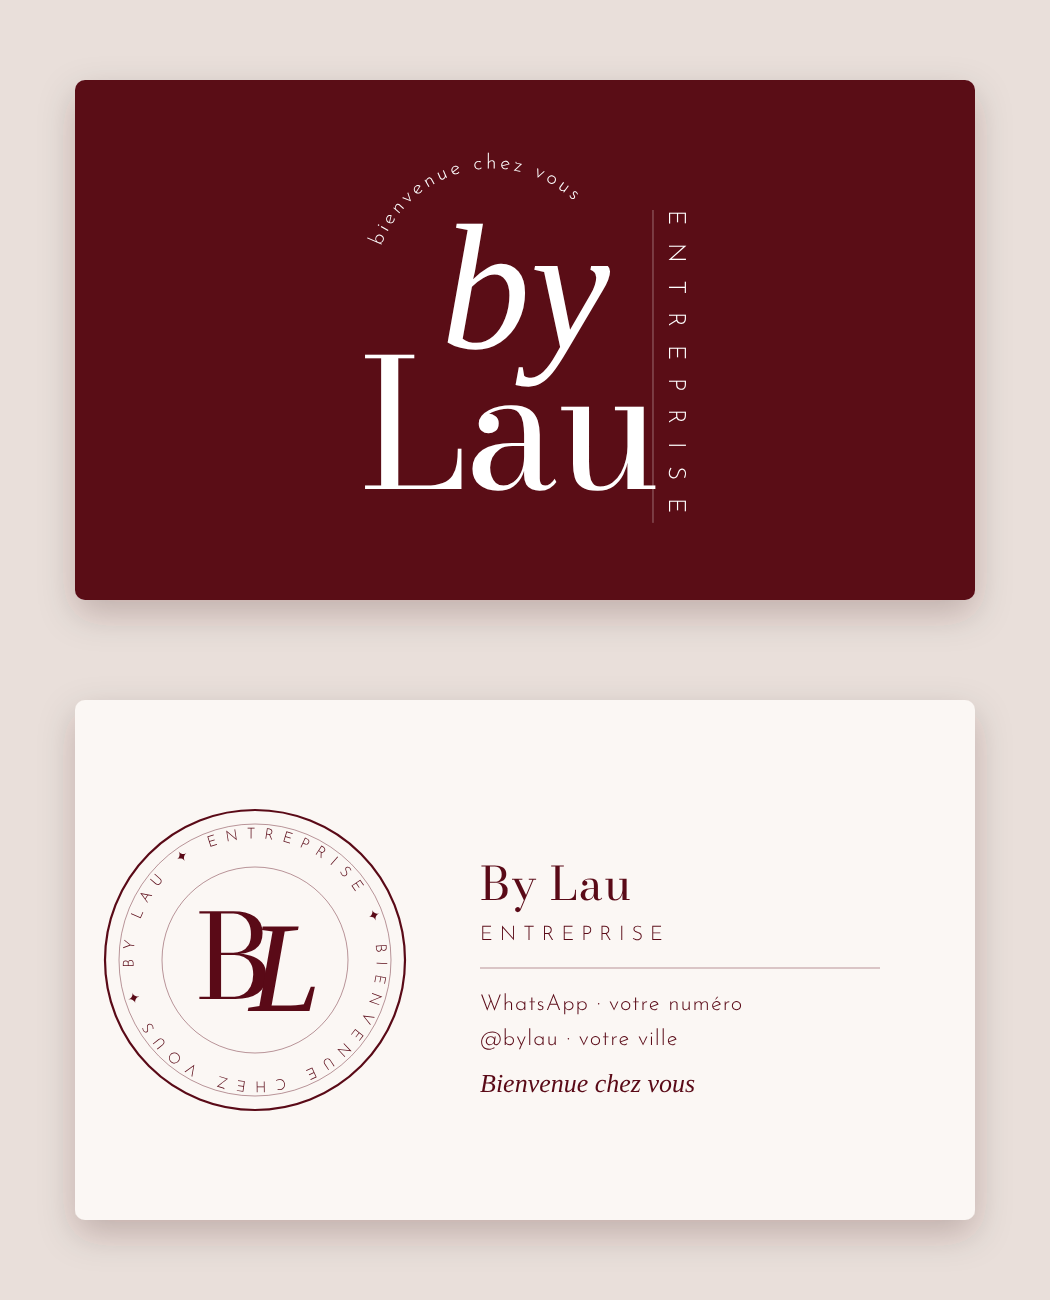 bienvenue chez vous
by
Lau
ENTREPRISE
✦ ENTREPRISE ✦ BIENVENUE CHEZ VOUS ✦ BY LAU
BL
By Lau
ENTREPRISE
WhatsApp · votre numéro
@bylau · votre ville
Bienvenue chez vous